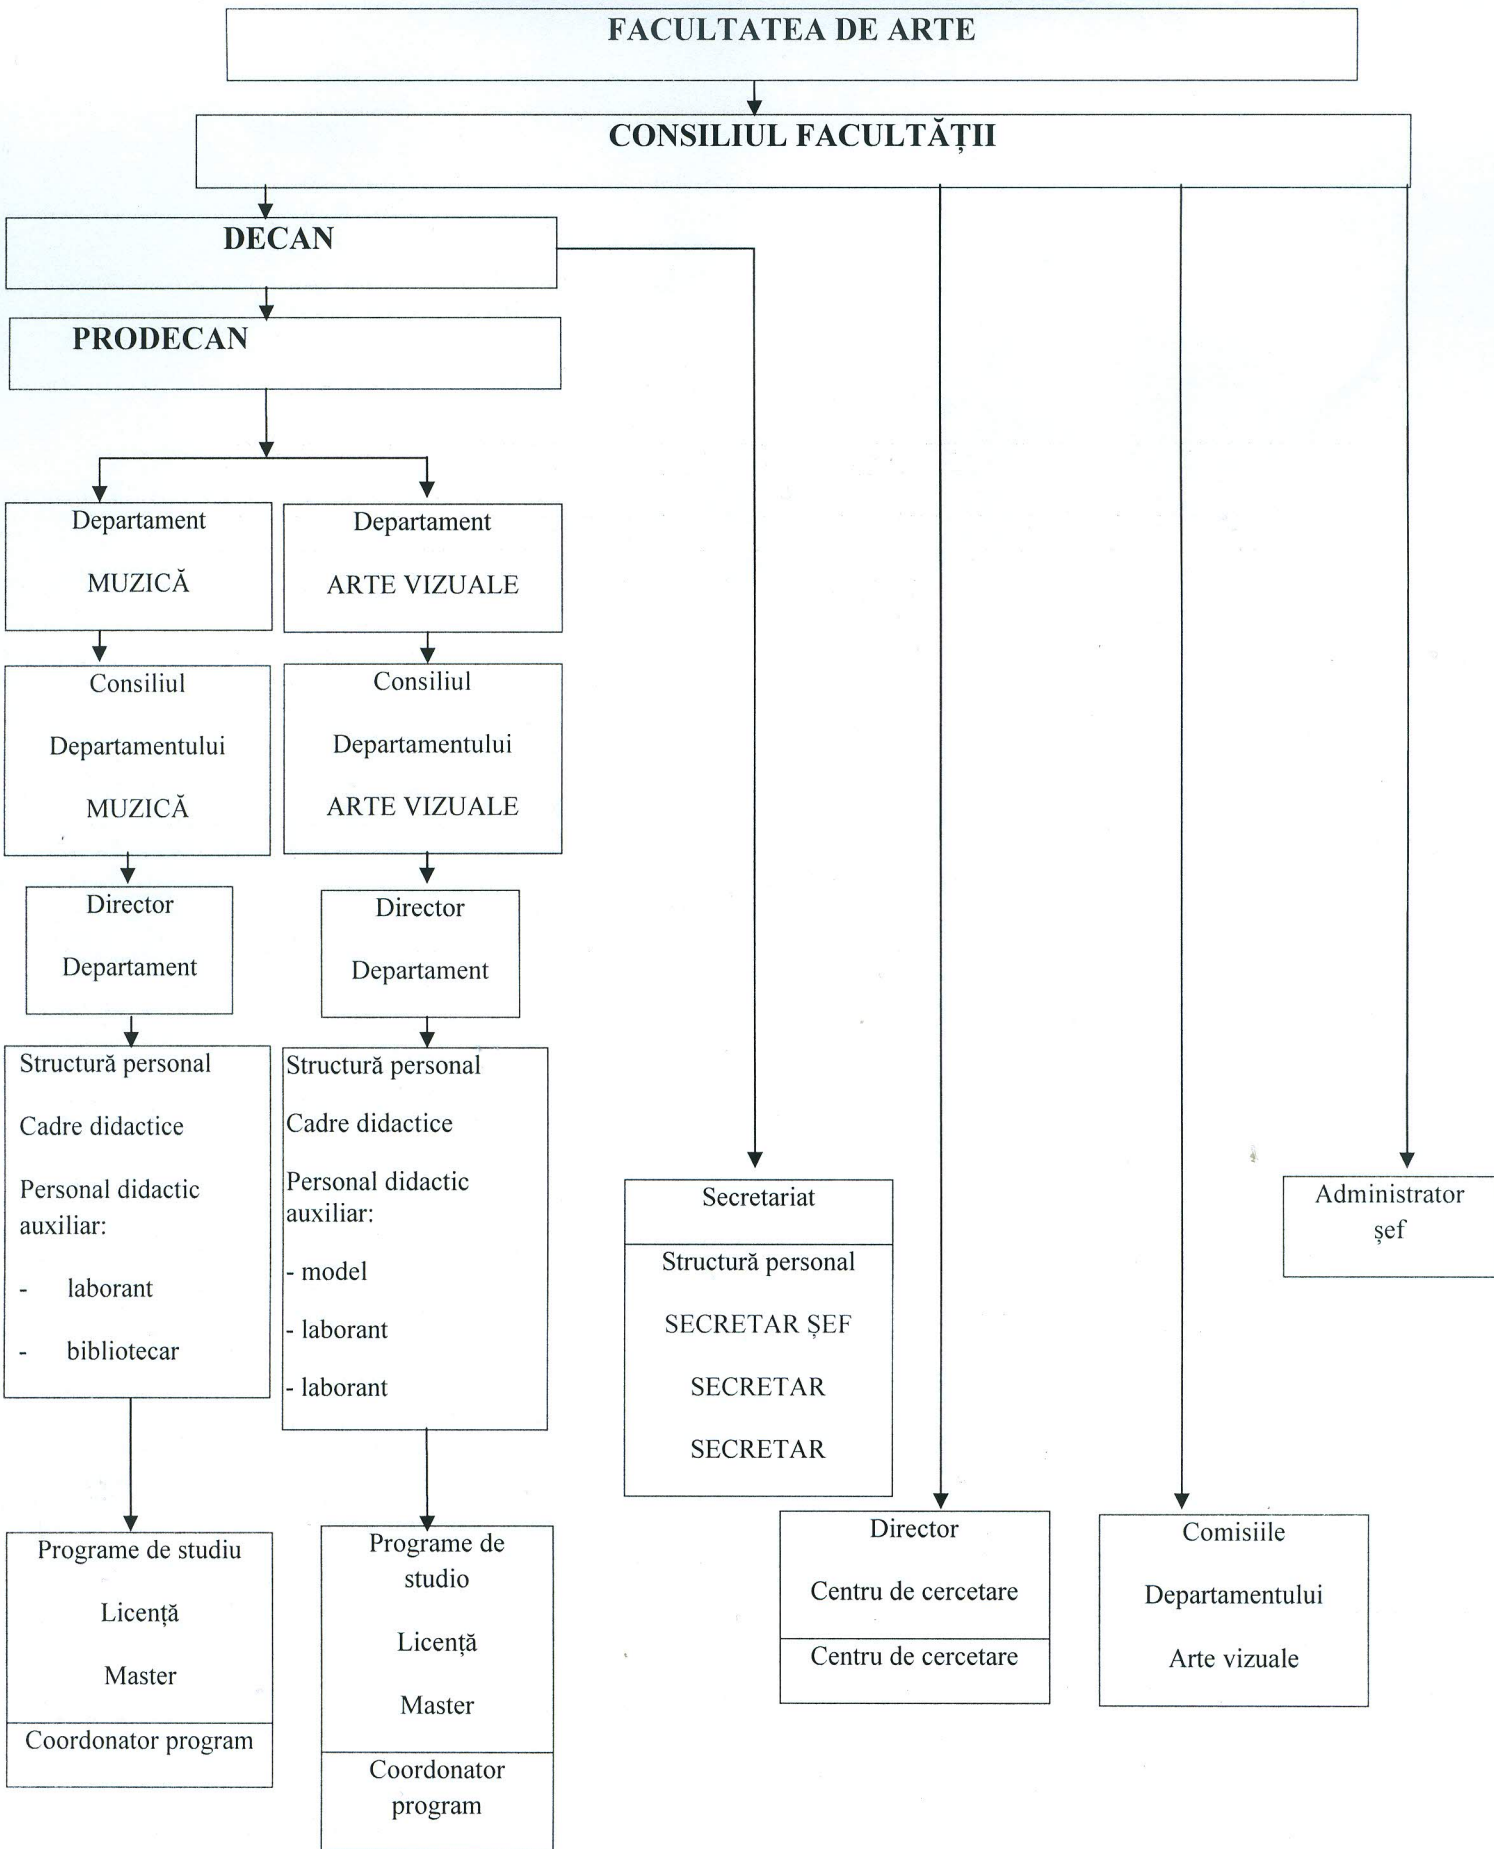 FACULTATEA DE ARTE
CONSILIUL FACULTĂȚII
DECAN
PRODECAN
Departament
MUZICĂ
Departament
ARTE VIZUALE
Consiliul
Departamentului
MUZICĂ
Consiliul
Departamentului
ARTE VIZUALE
Director
Departament
Director
Departament
Structură personal
Cadre didactice
Personal didactic
auxiliar:
- laborant
- bibliotecar
Structură personal
Cadre didactice
Personal didactic
auxiliar:
- model
- laborant
- laborant
Secretariat
Structură personal
SECRETAR ȘEF
SECRETAR
SECRETAR
Administrator
șef
Programe de studiu
Licență
Master
Coordonator program
Programe de
studio
Licență
Master
Coordonator
program
Director
Centru de cercetare
Centru de cercetare
Comisiile
Departamentului
Arte vizuale